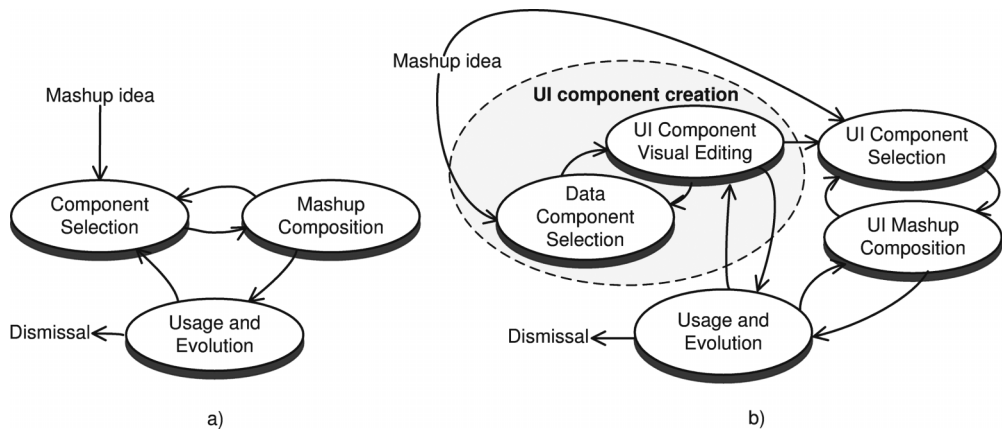 Mashup idea
Component
Selection
Mashup
Composition
Usage and
Evolution
Dismissal
a)
Mashup idea
UI component creation
UI Component
Visual Editing
UI Component
Selection
Data
Component
Selection
UI Mashup
Composition
Usage and
Evolution
Dismissal
b)